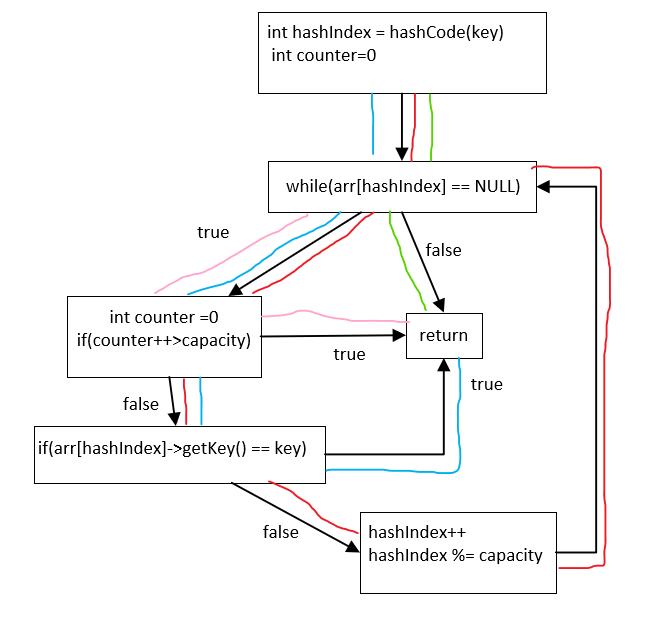 int hashIndex = hashCode(key)
int counter=0
while(arr[hashIndex] == NULL)
true
false
int counter =0
if(counter++>capacity)
return
true
true
false
if(arr[hashIndex]->getKey() == key)
false
hashIndex++
hashIndex %= capacity